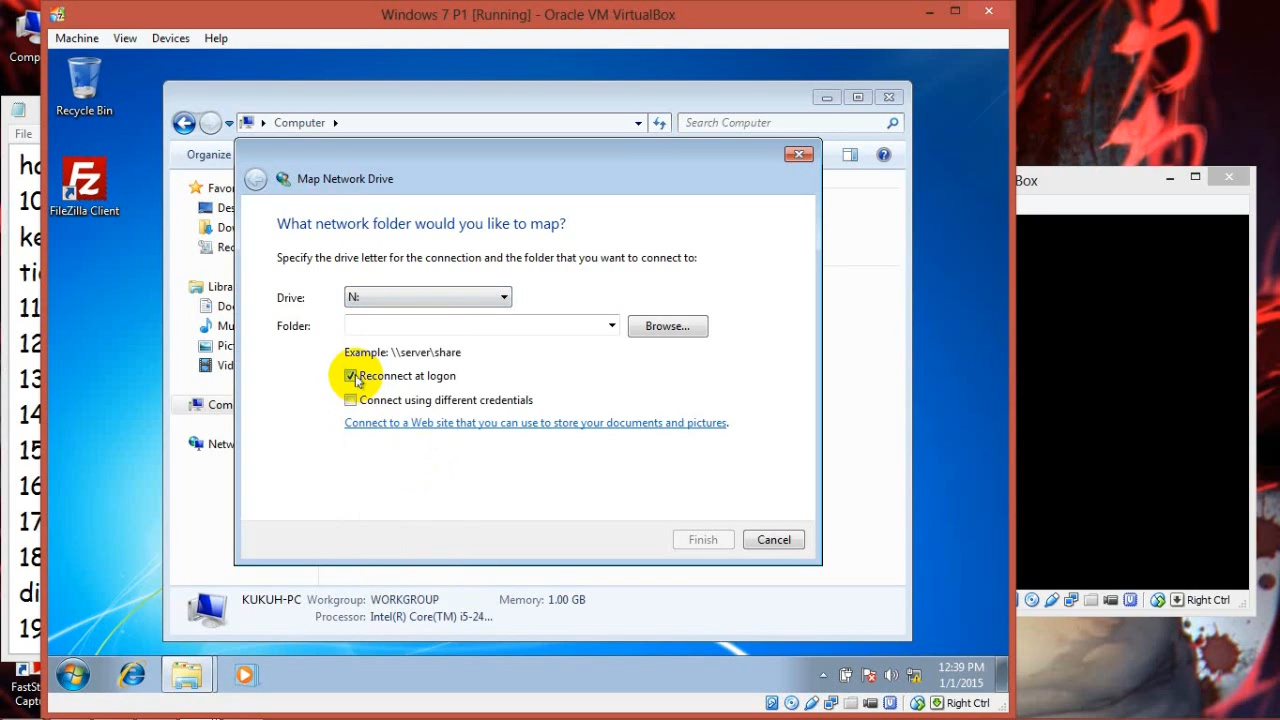 Windows 7 P1 [Running] - Oracle VM VirtualBox
Machine View Devices Help
Comp
Recycle Bin
File
FileZilla Client
Computer
Search Computer
Organize
Map Network Drive
What network folder would you like to map?
Specify the drive letter for the connection and the folder that you want to connect to:
Drive: N:
Folder: Browse...
Example: \\server\share
Reconnect at logon
Connect using different credentials
Connect to a Web site that you can use to store your documents and pictures.
Finish Cancel
Favo
Des
Dov
Rec
Libra
Doc
Mu
Pict
Vid
Com
Netw
KUKUH-PC Workgroup: WORKGROUP Memory: 1.00 GB
Processor: Intel(R) Core(TM) i5-24...
12:39 PM
1/1/2015
Right Ctrl
Box
Right Ctrl
ho
10
ke
tic
11
12
13
14
15
16
17
18
di
19
FastSt
Captu